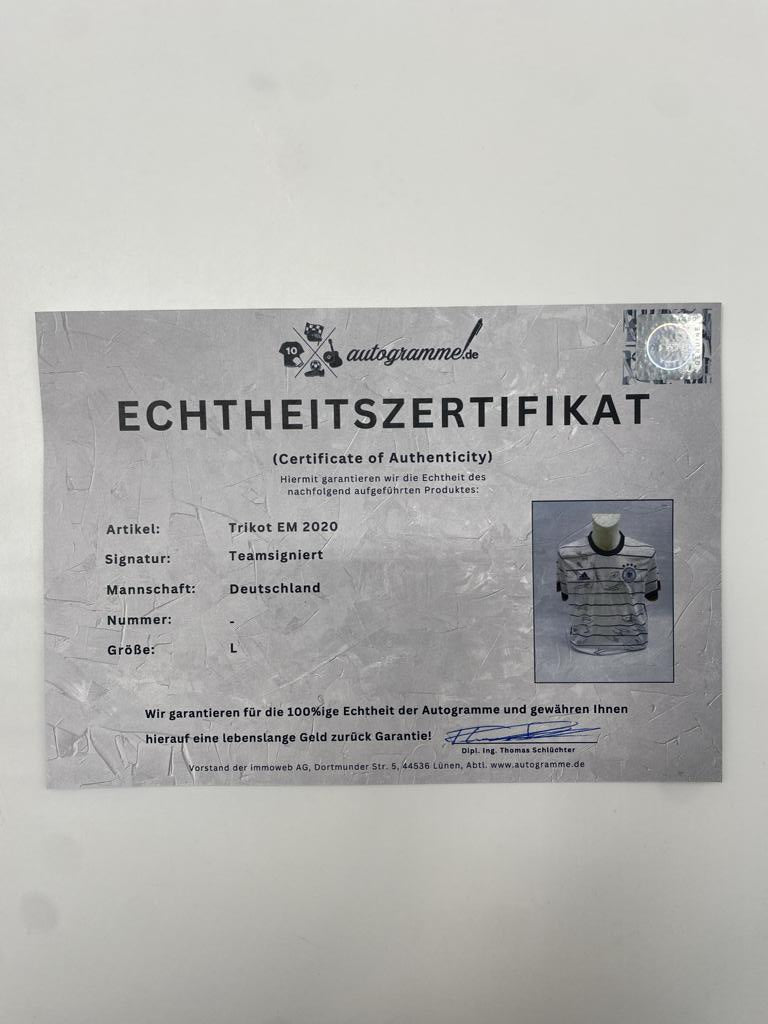 10 autogramme!.de
ECHTHEITSZERTIFIKAT
(Certificate of Authenticity)
Hiermit garantieren wir die Echtheit des
nachfolgend aufgeführten Produktes:
Artikel: Trikot EM 2020
Signatur: Teamsigniert
Mannschaft: Deutschland
Nummer: -
Größe: L
Wir garantieren für die 100%ige Echtheit der Autogramme und gewähren Ihnen
hierauf eine lebenslange Geld zurück Garantie!
Dipl. Ing. Thomas Schlüchter
Vorstand der immoweb AG, Dortmunder Str. 5, 44536 Lünen, Abtl. www.autogramme.de